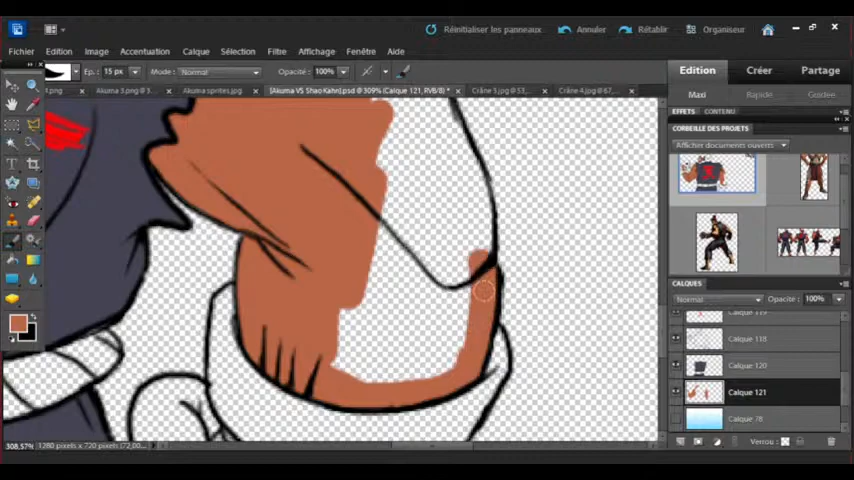 Réinitialiser les panneaux Annuler Rétablir Organiseur
Fichier Edition Image Accentuation Calque Sélection Filtre Affichage Fenêtre Aide
Ep.: 15 px Mode: Normal Opacité: 100%
Edition Créer Partage
4.png Akuma 3.png @ 3... Akuma sprites.jpg [Akuma VS Shao Kahn].psd @ 309% (Calque 121, RVB/8) * Crâne 3.jpg @ 53,... Crâne 4.jpg @ 67,...
Maxi Rapide Guidée
EFFETS CONTENU
CORBEILLE DES PROJETS
Afficher documents ouverts
CALQUES
Normal Opacité: 100%
Calque 119
Calque 118
Calque 120
Calque 121
Calque 78
Verrou:
308,57% 1280 pixels x 720 pixels (72,00...